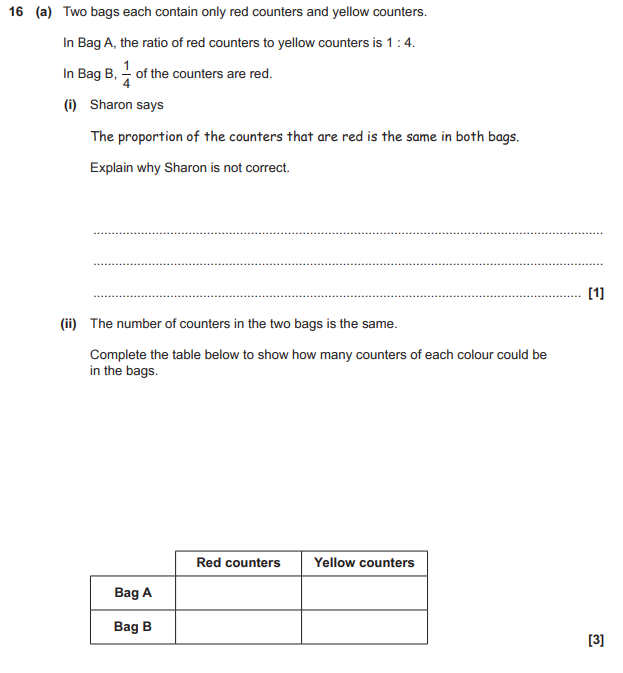 16 (a) Two bags each contain only red counters and yellow counters.
In Bag A, the ratio of red counters to yellow counters is 1 : 4.
In Bag B, 1/4 of the counters are red.
(i) Sharon says
The proportion of the counters that are red is the same in both bags.
Explain why Sharon is not correct.
[1]
(ii) The number of counters in the two bags is the same.
Complete the table below to show how many counters of each colour could be
in the bags.
Red counters Yellow counters
Bag A
Bag B
[3]